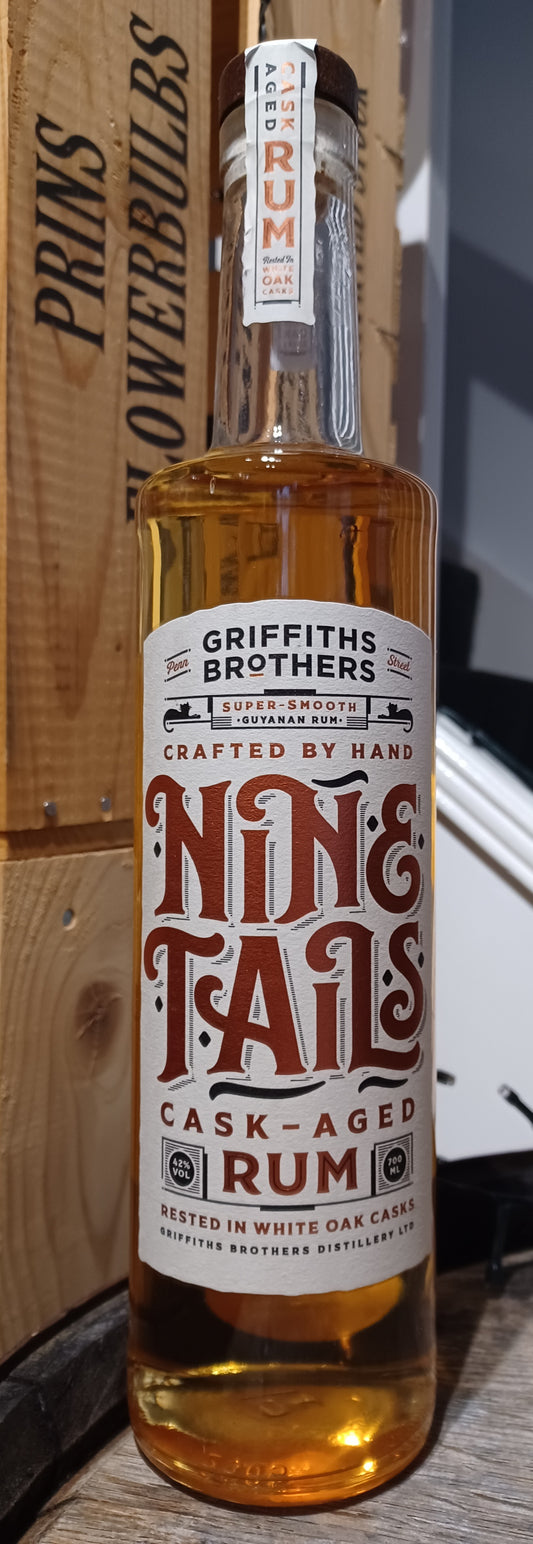 PRINS
FLOWERBULBS
CASK
AGED
RUM
Rested In
WHITE
OAK
CASKS
Penn
GRIFFITHS
BROTHERS
Street
SUPER-SMOOTH
·GUYANAN RUM·
CRAFTED BY HAND
NINE
TAILS
CASK-AGED
42%
VOL
RUM
700
ML
RESTED IN WHITE OAK CASKS
GRIFFITHS BROTHERS DISTILLERY LTD